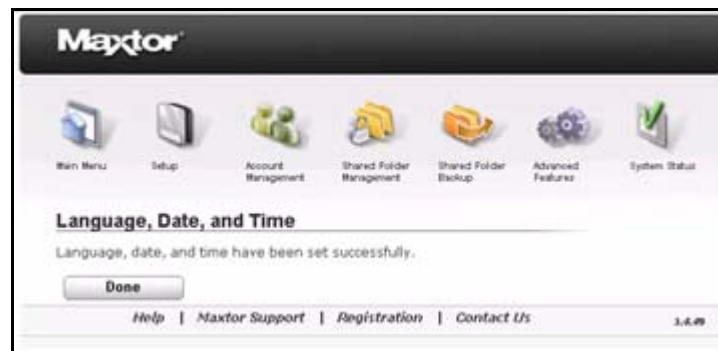 Maxtor
Main Menu
Setup
Account Management
Shared Folder Management
Shared Folder Backup
Advanced Features
System Status
Language, Date, and Time
Language, date, and time have been set successfully.
Done
Help | Maxtor Support | Registration | Contact Us